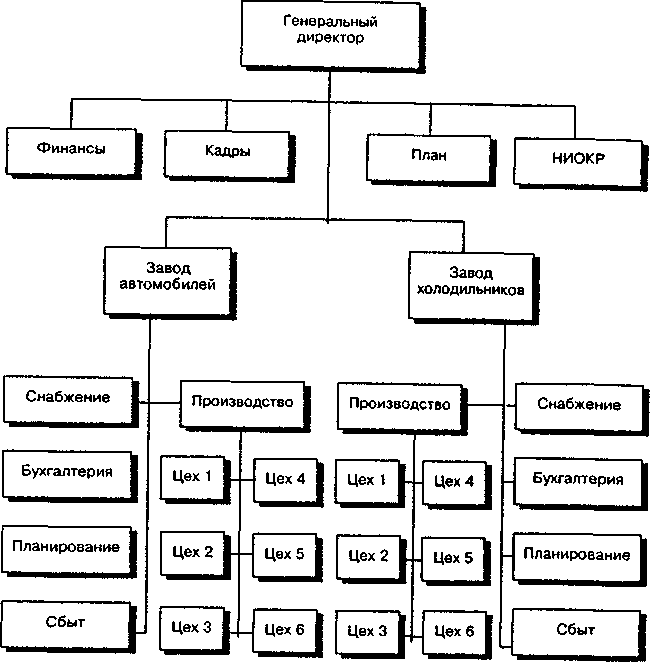 Генеральный
директор
Финансы
Кадры
План
НИОКР
Завод
автомобилей
Завод
холодильников
Снабжение
Производство
Производство
Снабжение
Бухгалтерия
Цех 1
Цех 4
Цех 1
Цех 4
Бухгалтерия
Планирование
Цех 2
Цех 5
Цех 2
Цех 5
Планирование
Сбыт
Цех 3
Цех 6
Цех 3
Цех 6
Сбыт